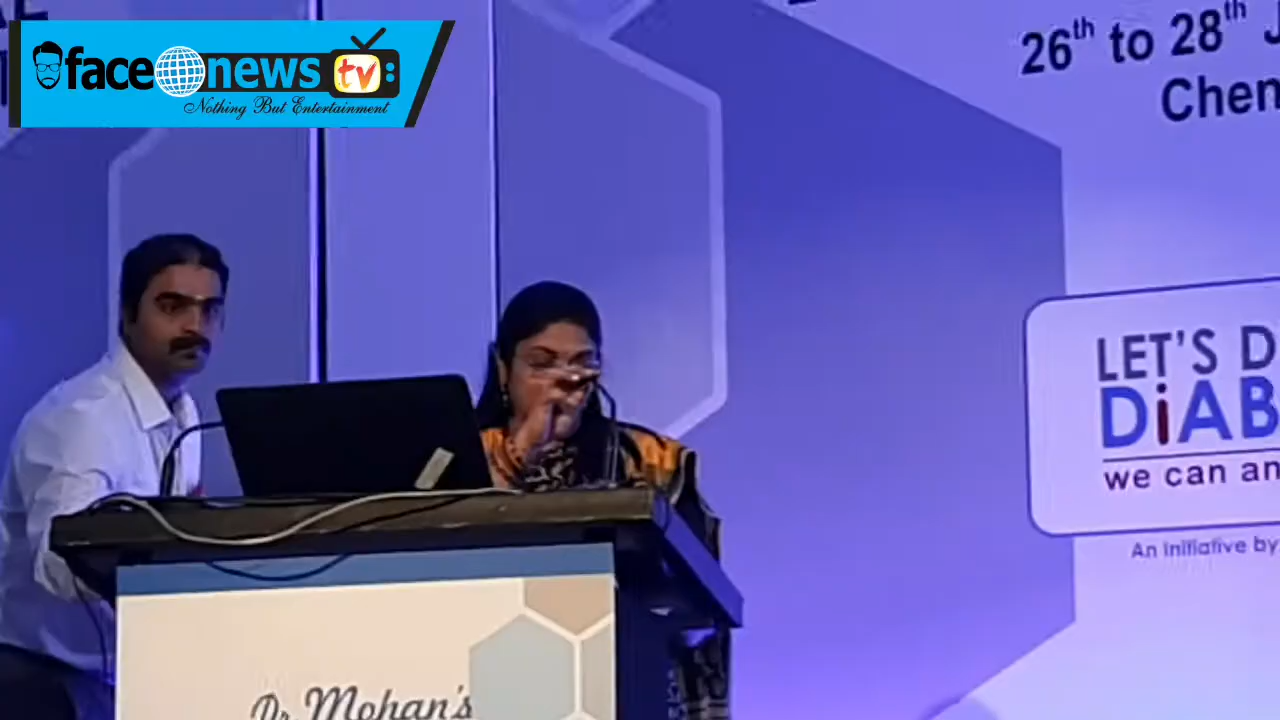 face news tv
Nothing But Entertainment
26th to 28th
Chen
LET'S D
DiAB
we can an
An initiative by
Dr. Mohan's